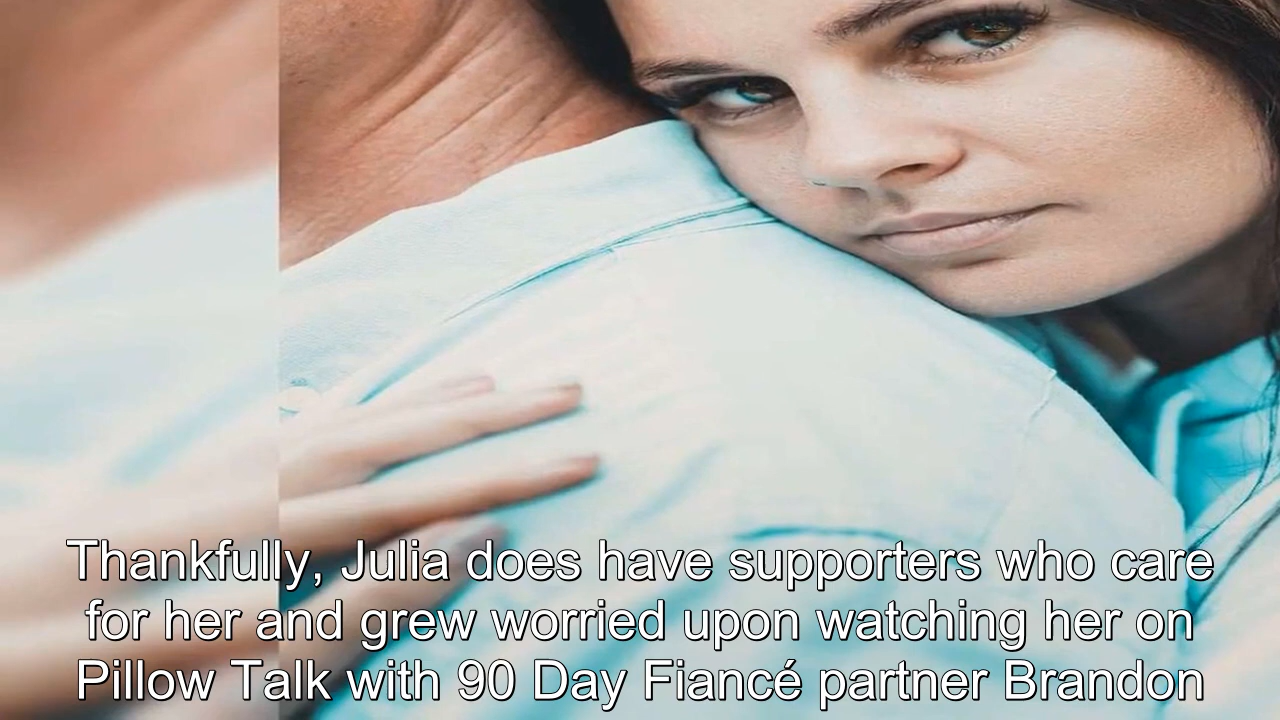 Thankfully, Julia does have supporters who care
for her and grew worried upon watching her on
Pillow Talk with 90 Day Fiancé partner Brandon